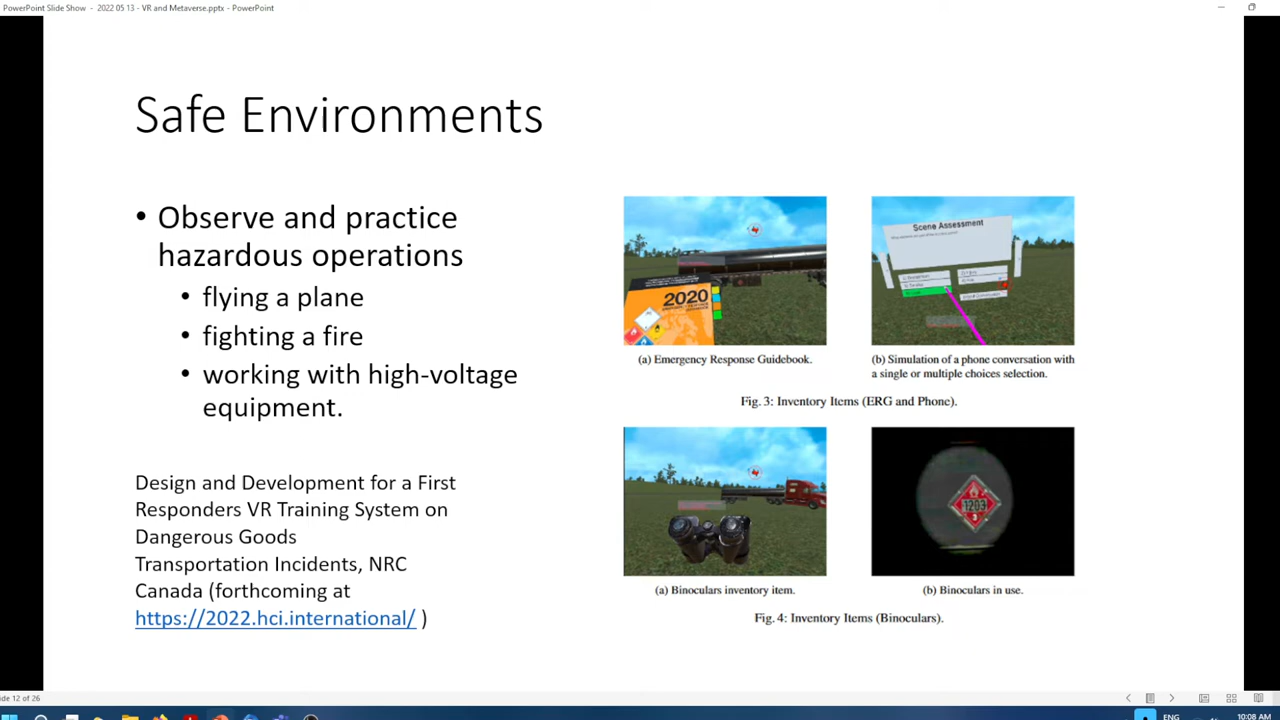 PowerPoint Slide Show - 2022 05 13 - VR and Metaverse.pptx - PowerPoint
Safe Environments
• Observe and practice
hazardous operations
• flying a plane
• fighting a fire
• working with high-voltage
equipment.
Design and Development for a First
Responders VR Training System on
Dangerous Goods
Transportation Incidents, NRC
Canada (forthcoming at
https://2022.hci.international/ )
2020
(a) Emergency Response Guidebook.
Scene Assessment
(b) Simulation of a phone conversation with
a single or multiple choices selection.
Fig. 3: Inventory Items (ERG and Phone).
(a) Binoculars inventory item.
1203
3
(b) Binoculars in use.
Fig. 4: Inventory Items (Binoculars).
lide 12 of 26
ENG
10:08 AM